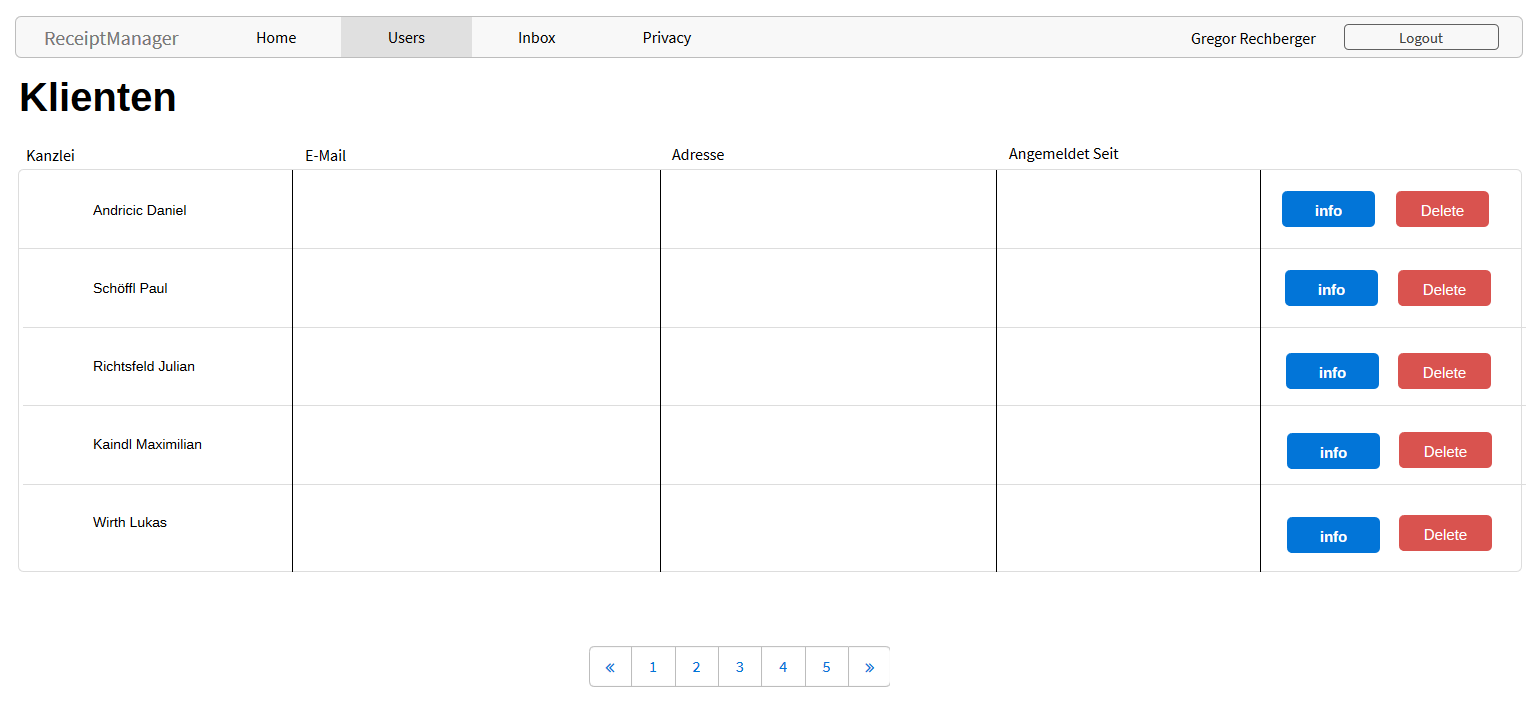 ReceiptManager Home Users Inbox Privacy Gregor Rechberger Logout
Klienten
Kanzlei E-Mail Adresse Angemeldet Seit
Andricic Daniel info Delete
Schöffl Paul info Delete
Richtsfeld Julian info Delete
Kaindl Maximilian info Delete
Wirth Lukas info Delete
« 1 2 3 4 5 »